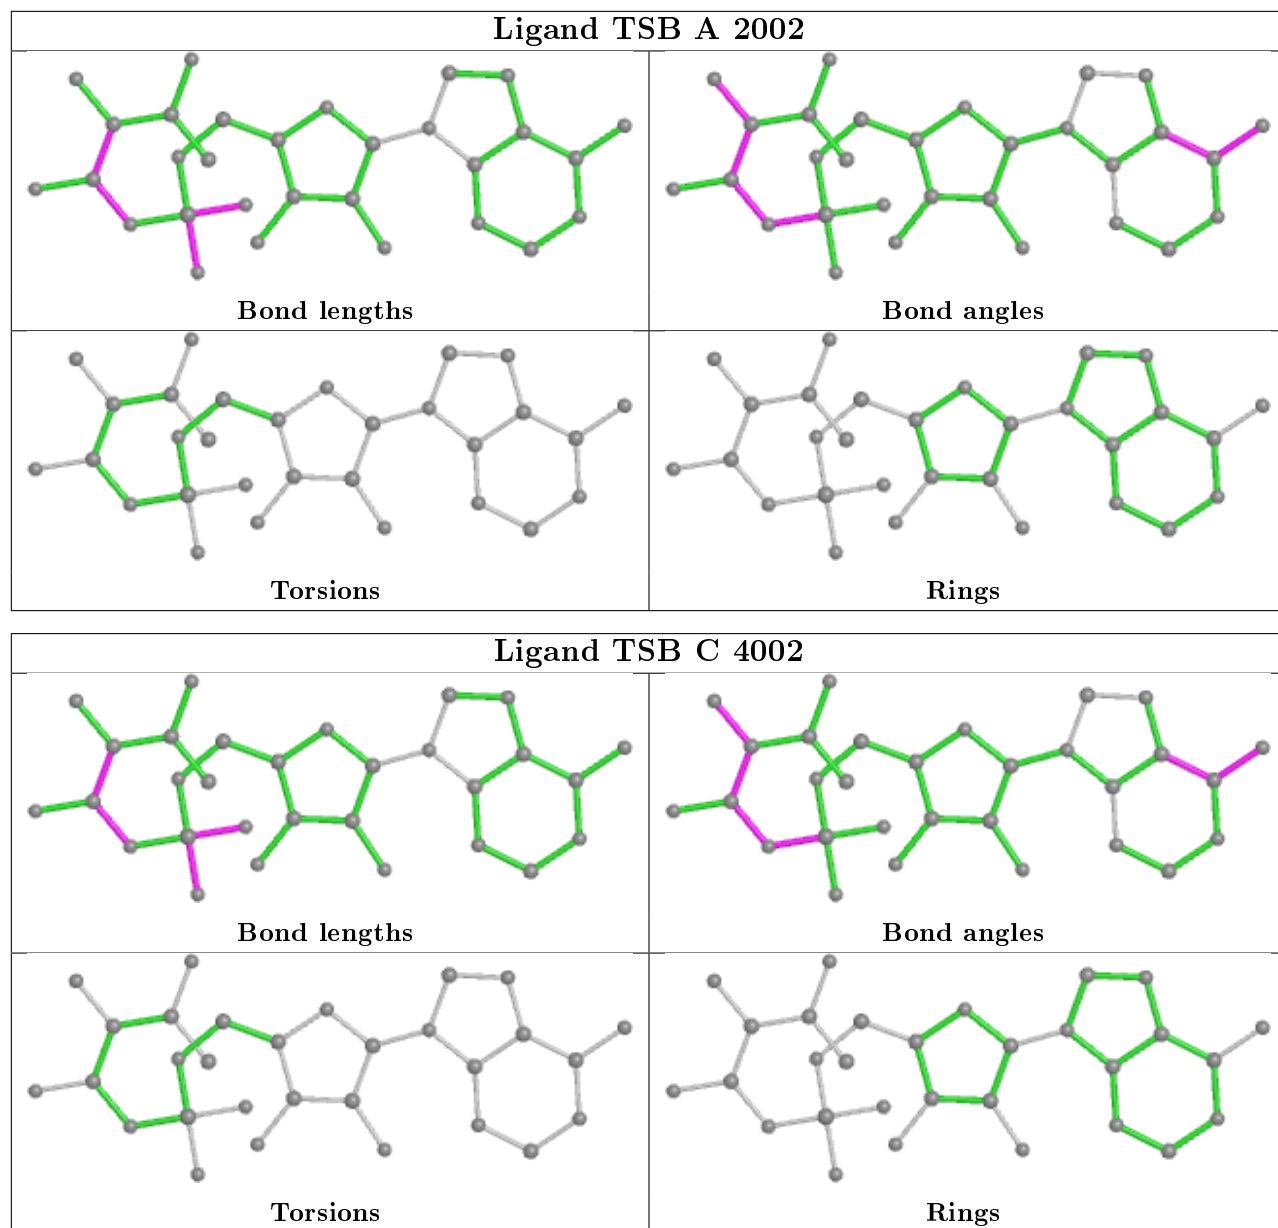 Ligand TSB A 2002
Bond lengths
Bond angles
Torsions
Rings
Ligand TSB C 4002
Bond lengths
Bond angles
Torsions
Rings